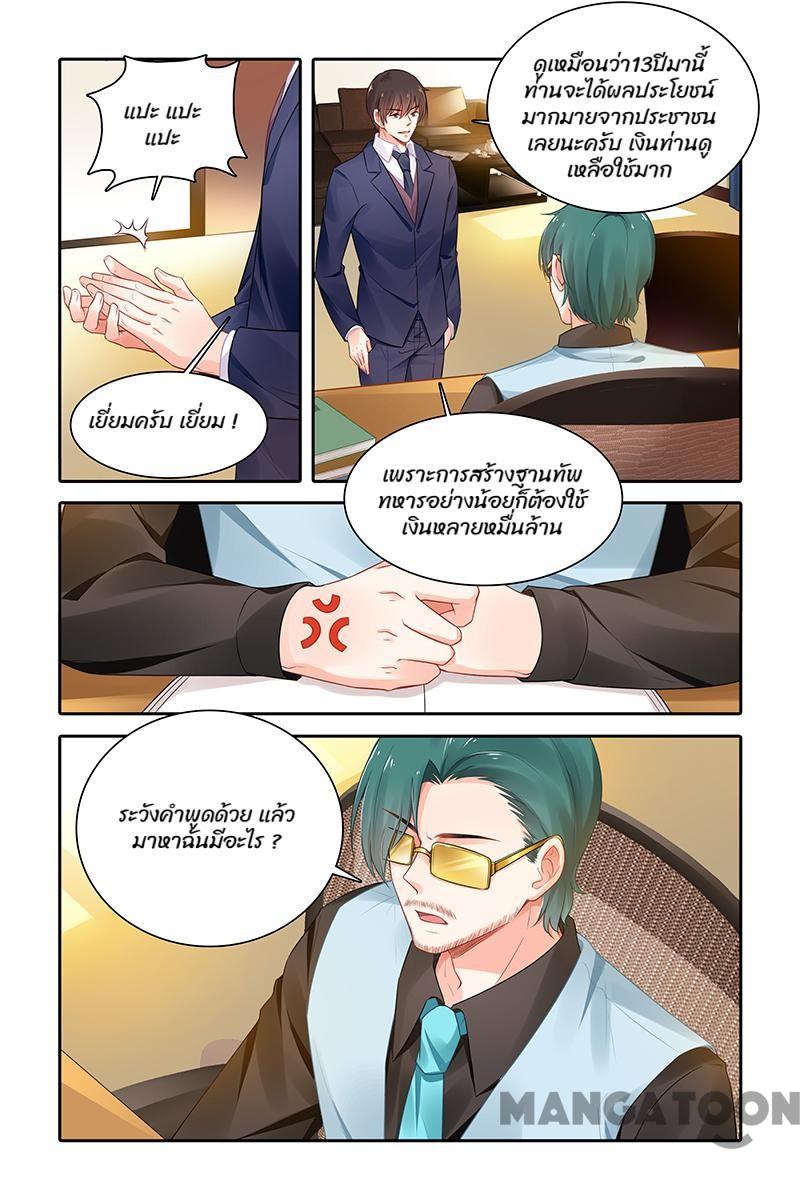 แปะ แปะ
แปะ
เยี่ยมครับ เยี่ยม !
ดูเหมือนว่า13ปีมานี้
ท่านจะได้ผลประโยชน์
มากมายจากประชาชน
เลยนะครับ เงินท่านดู
เหลือใช้มาก
เพราะการสร้างฐานทัพ
ทหารอย่างน้อยก็ต้องใช้
เงินหลายหมื่นล้าน
ระวังคำพูดด้วย แล้ว
มาหาฉันมีอะไร ?
MANGATOON